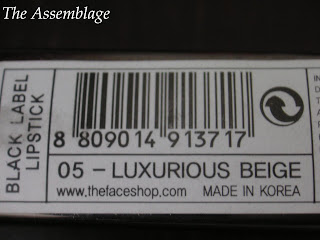 The Assemblage
BLACK LABEL
LIPSTICK
8 809014 913717
05 – LUXURIOUS BEIGE
www.thefaceshop.com MADE IN KOREA